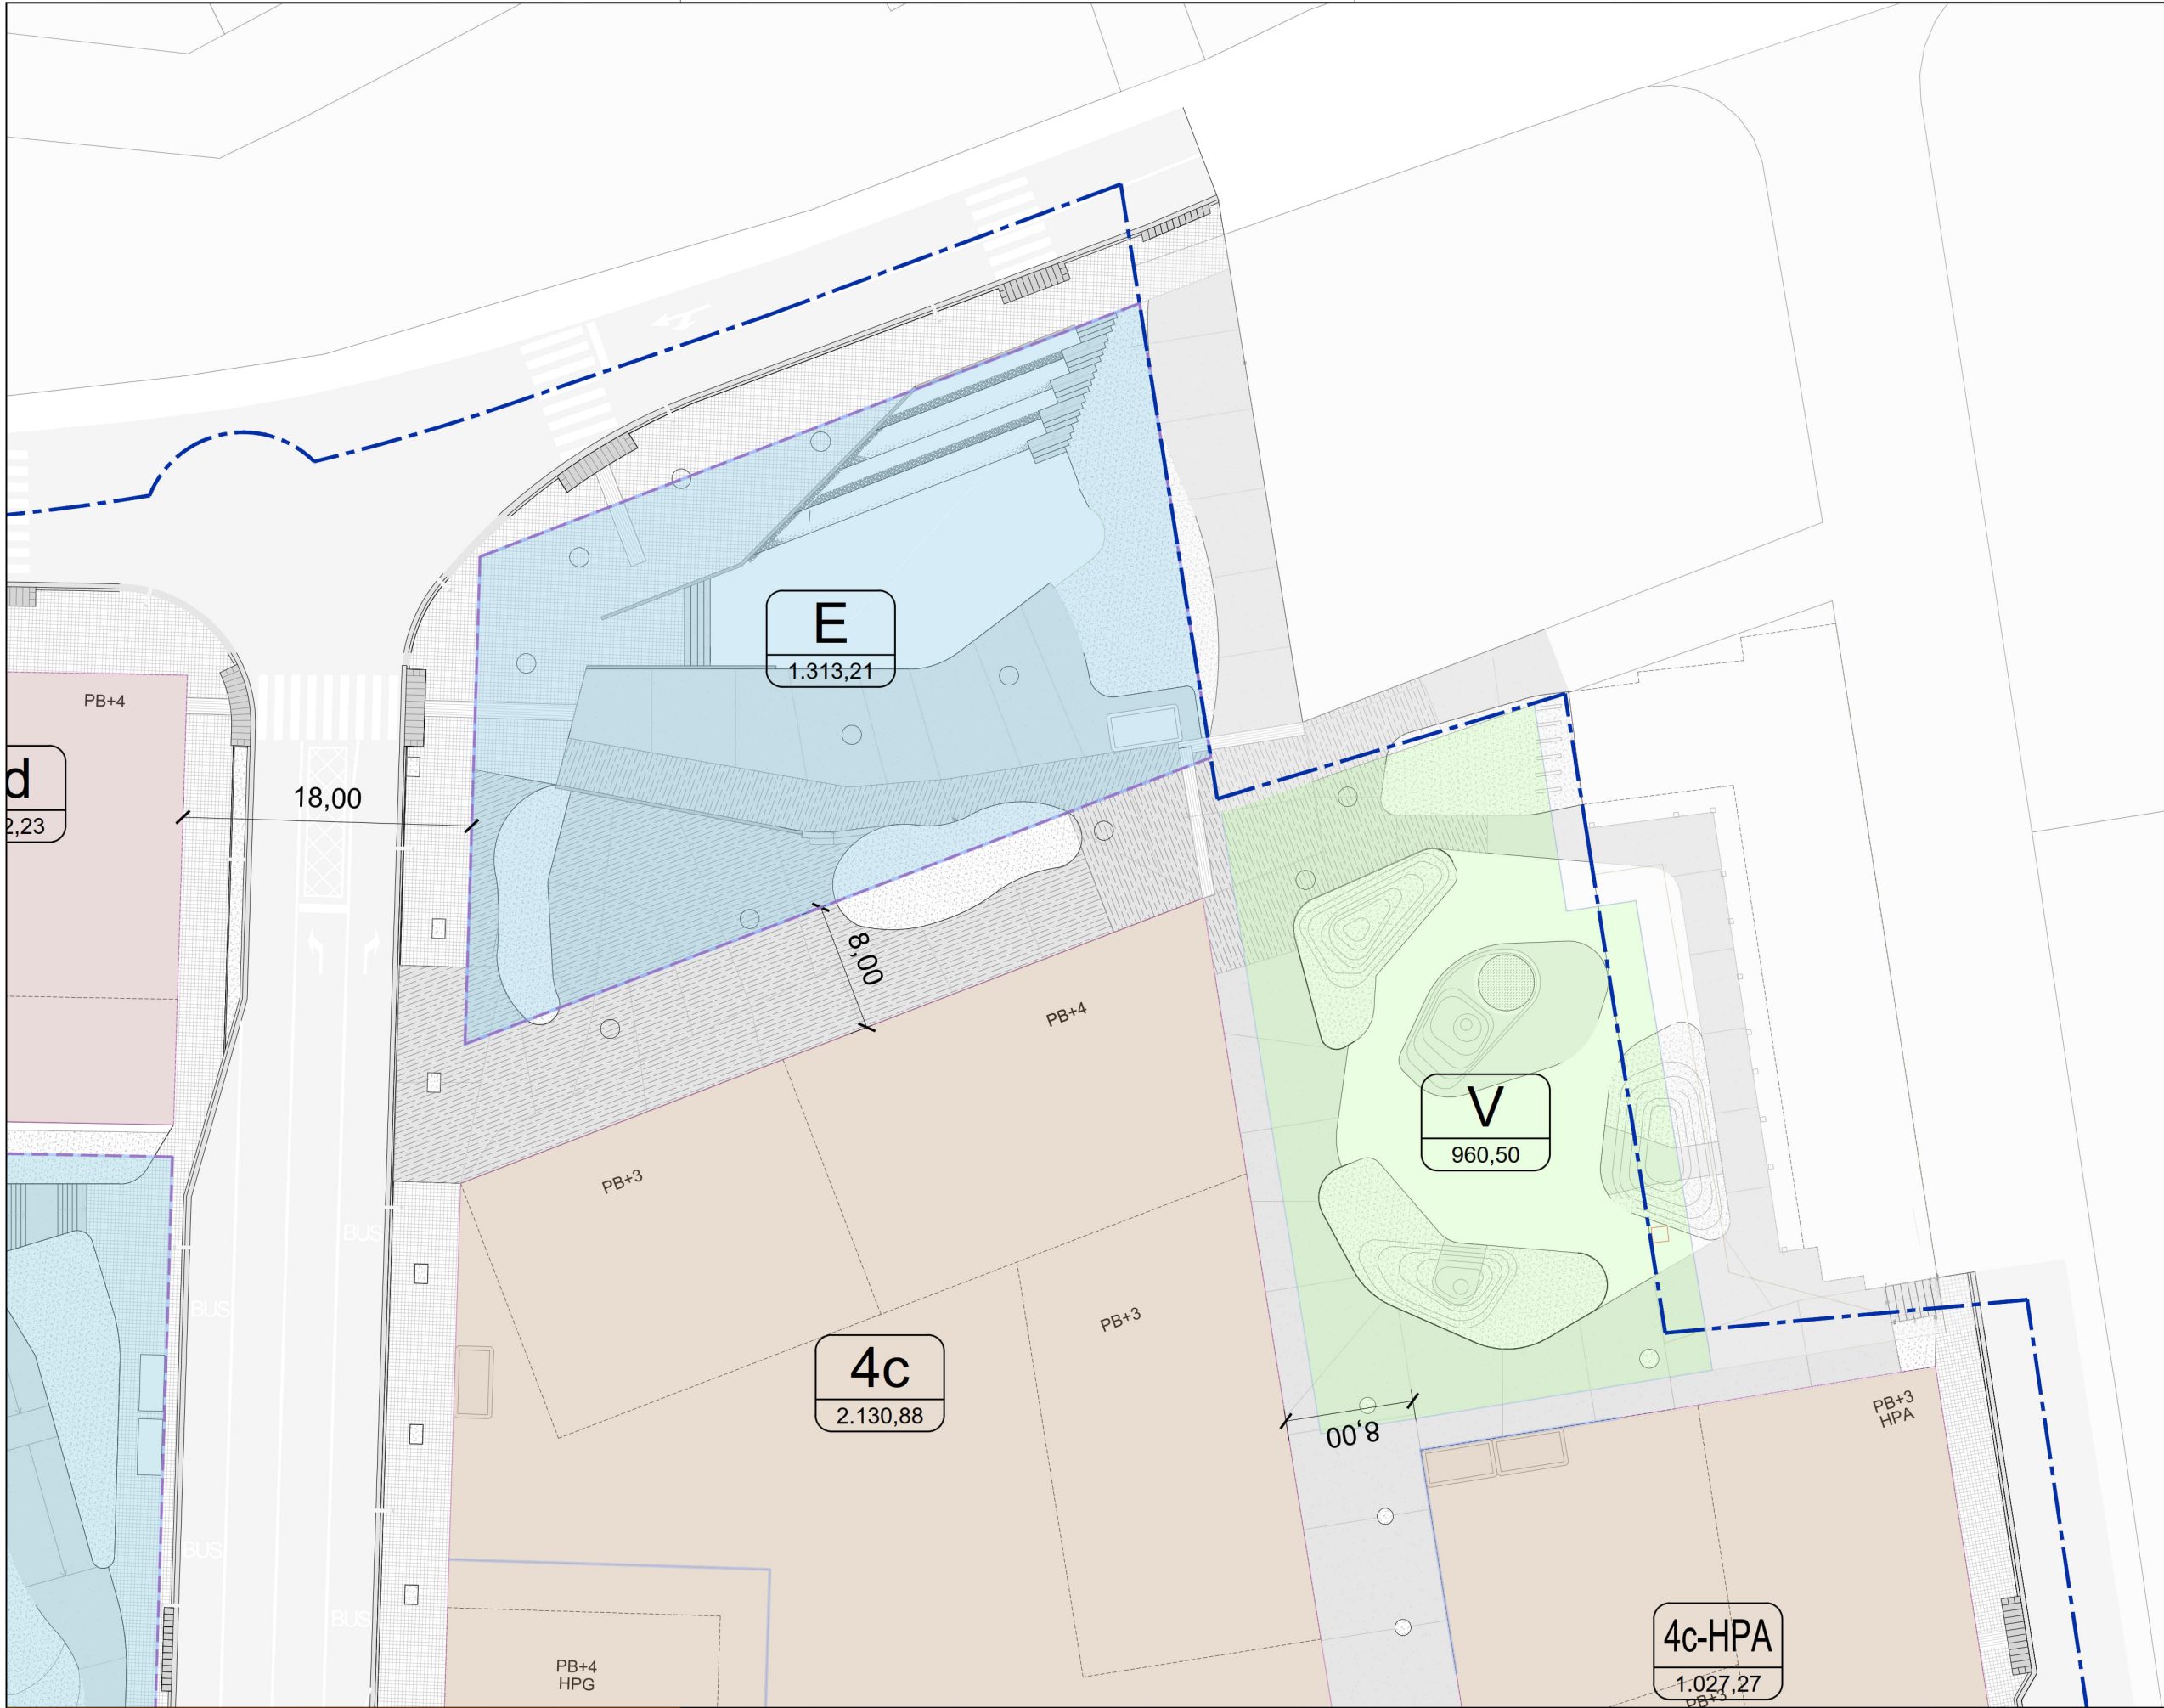 E
1.313,21
PB+4
d
2,23
18,00
8,00
PB+4
V
960,50
PB+3
BUS
BUS
PB+3
4c
2.130,88
8,00
PB+3
HPA
BUS
BUS
PB+4
HPG
4c-HPA
1.027,27
PB+3